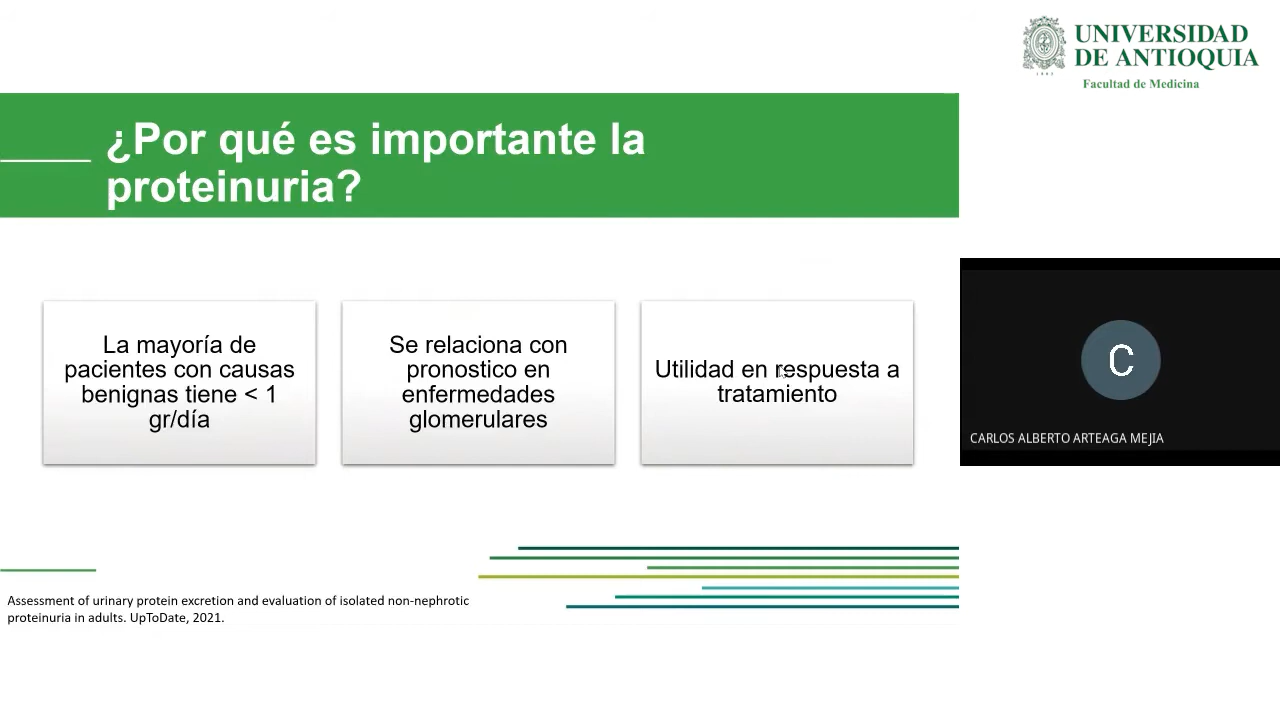 UNIVERSIDAD
DE ANTIOQUIA
1803
Facultad de Medicina
¿Por qué es importante la
proteinuria?
La mayoría de
pacientes con causas
benignas tiene < 1
gr/día
Se relaciona con
pronostico en
enfermedades
glomerulares
Utilidad en respuesta a
tratamiento
C
CARLOS ALBERTO ARTEAGA MEJIA
Assessment of urinary protein excretion and evaluation of isolated non-nephrotic
proteinuria in adults. UpToDate, 2021.